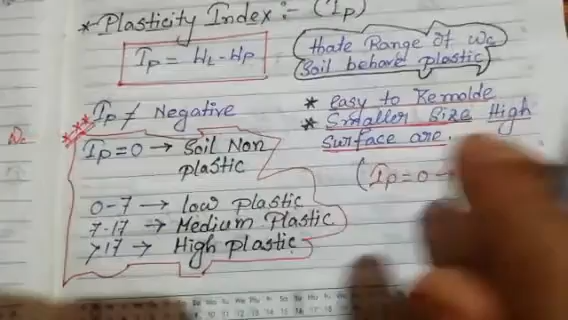 * Plasticity Index :- (Ip)
Ip = WL - WP
thate Range of Wc
Soil behave plastic
Ip ≠ Negative
* easy to Remolde
* Smaller Size High
Surface are.
Wc
*** Ip = 0 → Soil Non
plastic
(Ip = 0 →
0-7 → low plastic
7-17 → Medium Plastic
>17 → High plastic